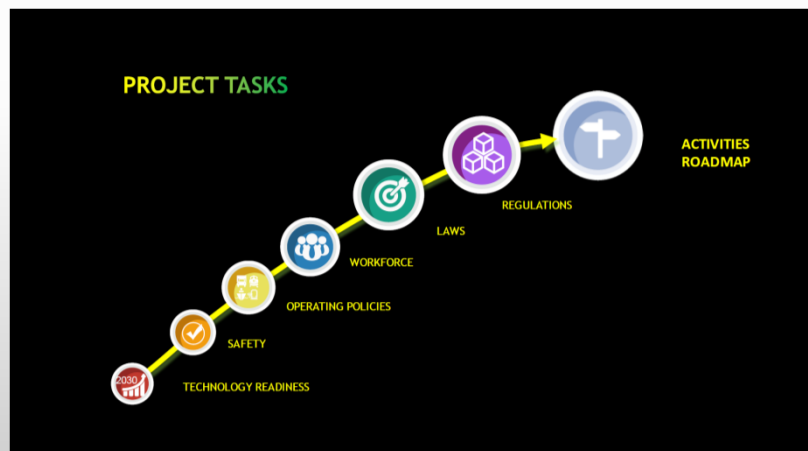 PROJECT TASKS
ACTIVITIES
ROADMAP
REGULATIONS
LAWS
WORKFORCE
OPERATING POLICIES
SAFETY
2030
TECHNOLOGY READINESS